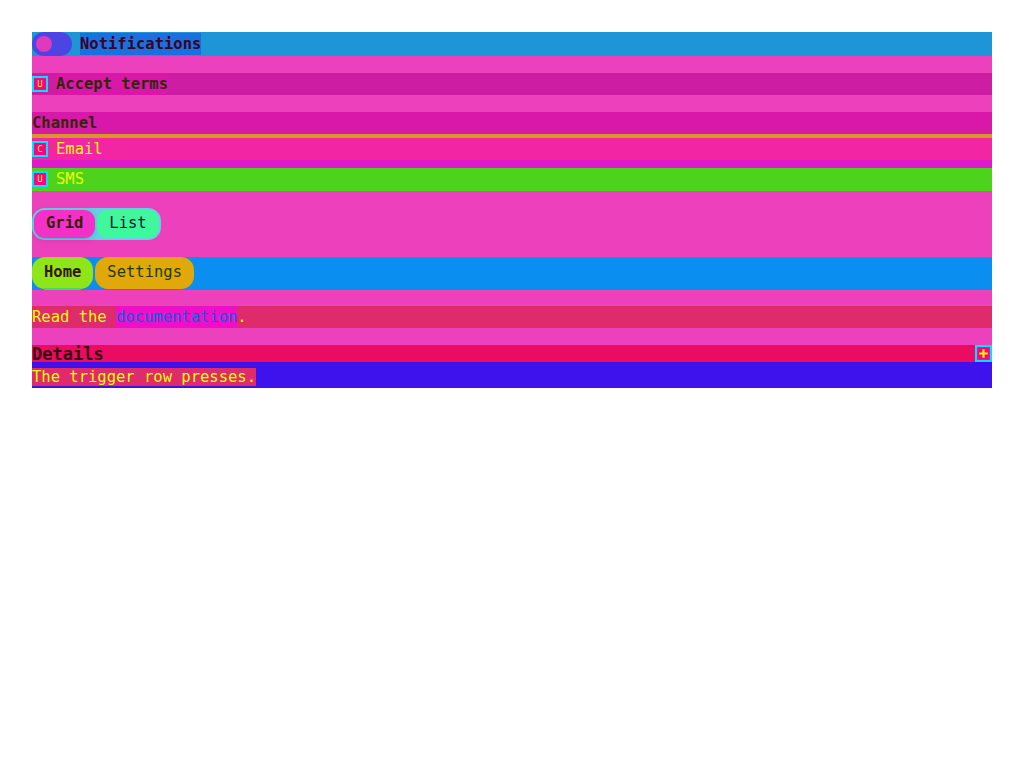 Notifications
U Accept terms
Channel
C Email
U SMS
Grid List
Home Settings
Read the documentation.
Details +
The trigger row presses.